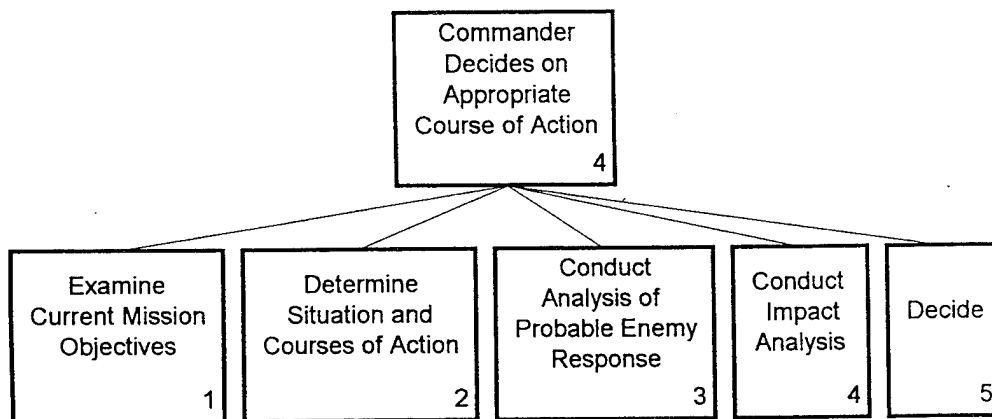 Commander
Decides on
Appropriate
Course of Action
4
Examine
Current Mission
Objectives
1
Determine
Situation and
Courses of Action
2
Conduct
Analysis of
Probable Enemy
Response
3
Conduct
Impact
Analysis
4
Decide
5